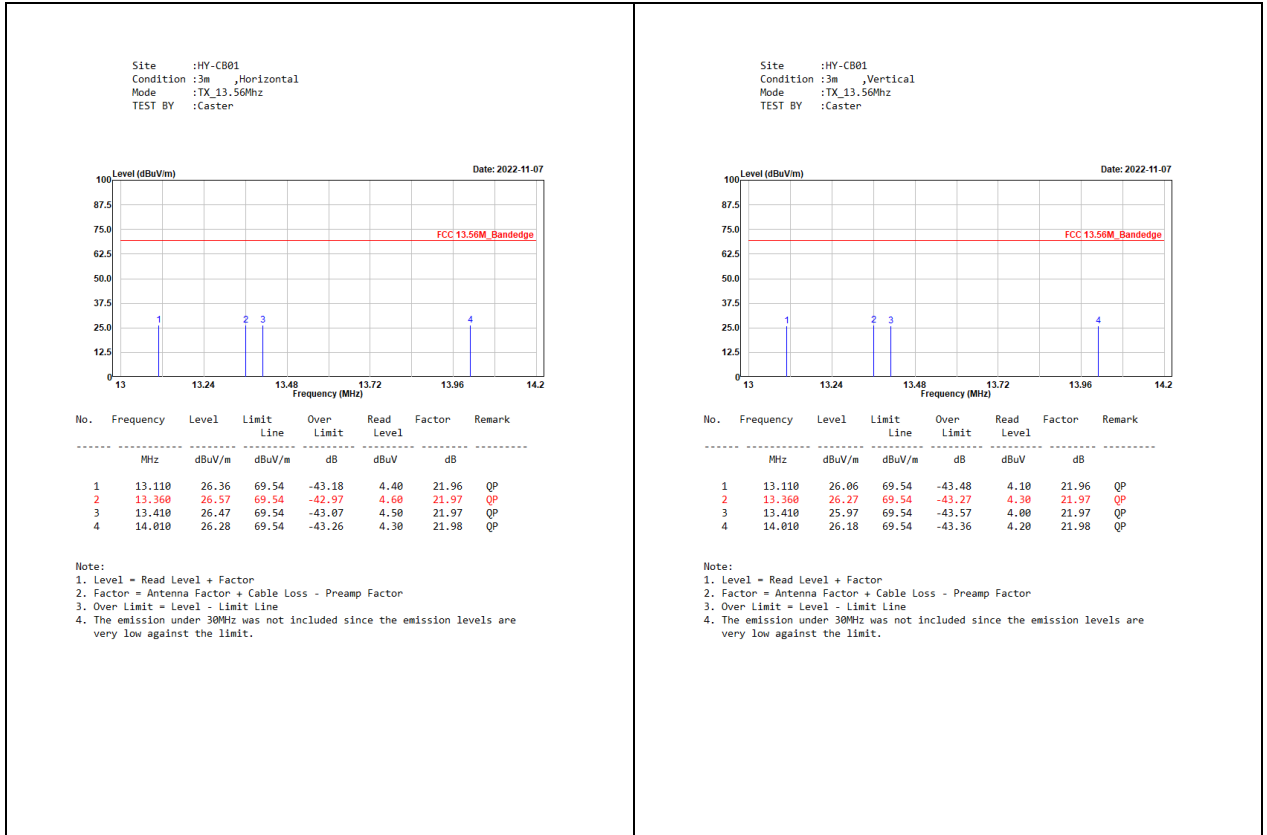 Site      :HY-CB01
Condition :3m    ,Horizontal
Mode      :TX_13.56Mhz
TEST BY   :Caster
Level (dBuV/m)
Date: 2022-11-07
100
87.5
75.0
FCC 13.56M_Bandedge
62.5
50.0
37.5
1 2 3 4
25.0
12.5
0
13 13.24 13.48 13.72 13.96 14.2
Frequency (MHz)
No. Frequency Level Limit Over Read Factor Remark
Line Limit Level
------ ----------- -------- -------- --------- -------- ------- ---------
MHz dBuV/m dBuV/m dB dBuV dB
1 13.110 26.36 69.54 -43.18 4.40 21.96 QP
2 13.360 26.57 69.54 -42.97 4.60 21.97 QP
3 13.410 26.47 69.54 -43.07 4.50 21.97 QP
4 14.010 26.28 69.54 -43.26 4.30 21.98 QP
Note:
1. Level = Read Level + Factor
2. Factor = Antenna Factor + Cable Loss - Preamp Factor
3. Over Limit = Level - Limit Line
4. The emission under 30MHz was not included since the emission levels are
very low against the limit.
Site      :HY-CB01
Condition :3m    ,Vertical
Mode      :TX_13.56Mhz
TEST BY   :Caster
Level (dBuV/m)
Date: 2022-11-07
100
87.5
75.0
FCC 13.56M_Bandedge
62.5
50.0
37.5
1 2 3 4
25.0
12.5
0
13 13.24 13.48 13.72 13.96 14.2
Frequency (MHz)
No. Frequency Level Limit Over Read Factor Remark
Line Limit Level
------ ----------- -------- -------- --------- -------- ------- ---------
MHz dBuV/m dBuV/m dB dBuV dB
1 13.110 26.06 69.54 -43.48 4.10 21.96 QP
2 13.360 26.27 69.54 -43.27 4.30 21.97 QP
3 13.410 25.97 69.54 -43.57 4.00 21.97 QP
4 14.010 26.18 69.54 -43.36 4.20 21.98 QP
Note:
1. Level = Read Level + Factor
2. Factor = Antenna Factor + Cable Loss - Preamp Factor
3. Over Limit = Level - Limit Line
4. The emission under 30MHz was not included since the emission levels are
very low against the limit.